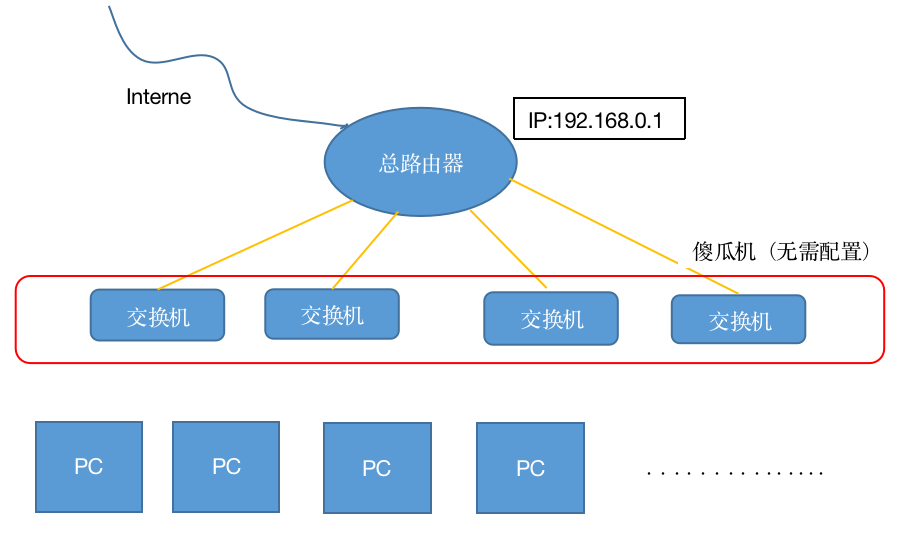 Interne
IP:192.168.0.1
总路由器
傻瓜机（无需配置）
交换机
交换机
交换机
交换机
PC
PC
PC
PC
...............